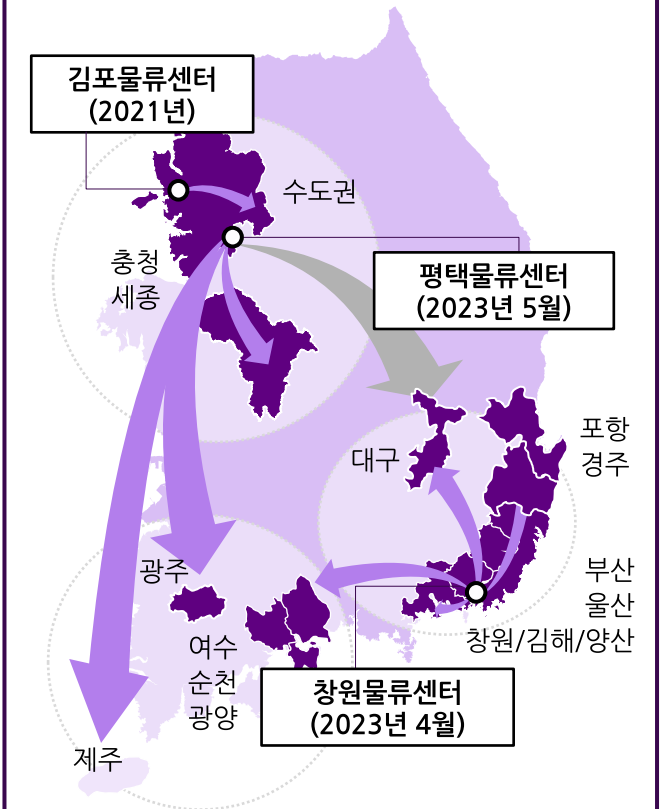 김포물류센터
(2021년)
수도권
충청
세종
평택물류센터
(2023년 5월)
포항
경주
대구
광주
부산
울산
창원/김해/양산
여수
순천
광양
창원물류센터
(2023년 4월)
제주